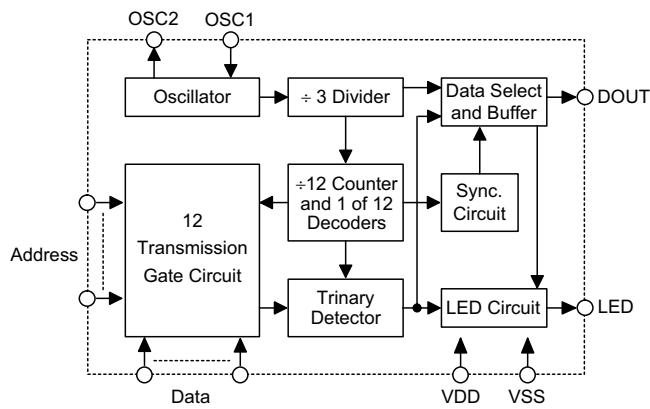 OSC2
OSC1
Oscillator
÷ 3 Divider
Data Select
and Buffer
DOUT
÷12 Counter
and 1 of 12
Decoders
Sync.
Circuit
12
Transmission
Gate Circuit
Address
Trinary
Detector
LED Circuit
LED
Data
VDD
VSS